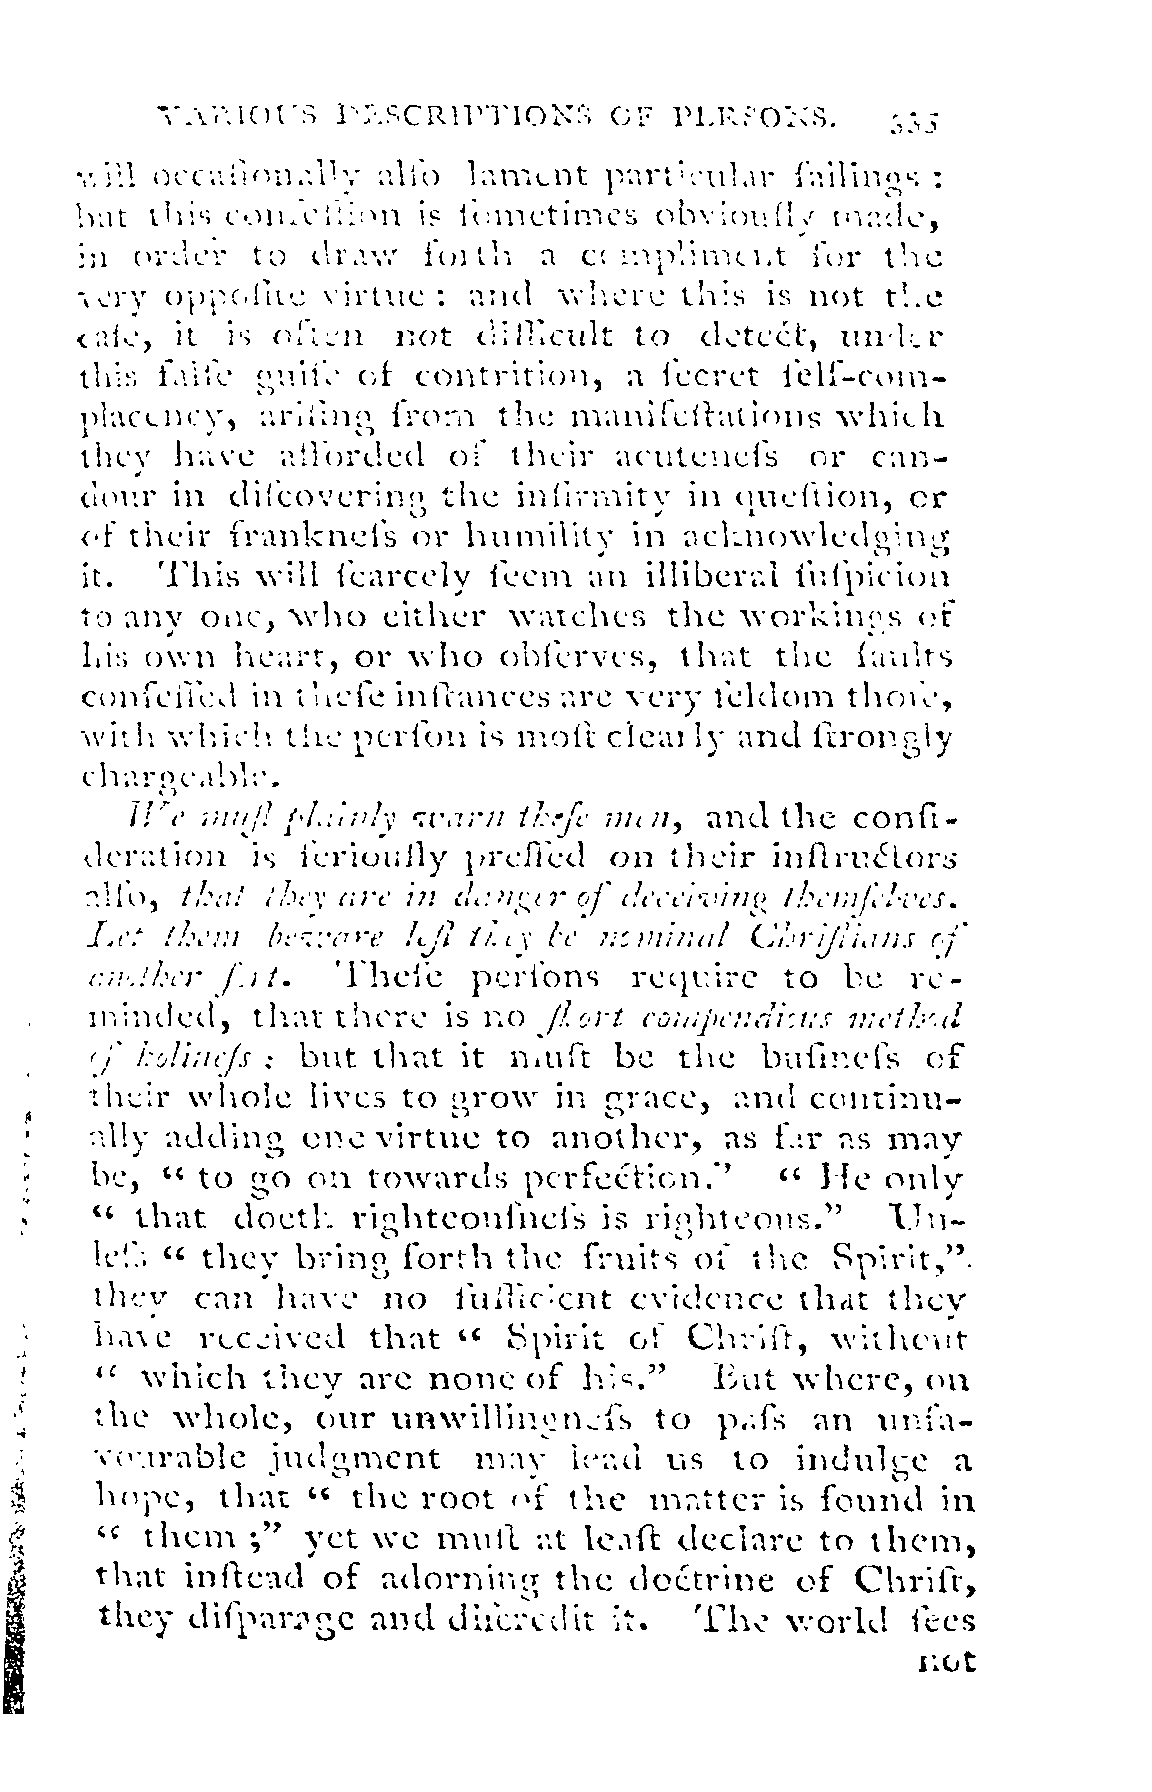 VARIOUS DESCRIPTIONS OF PERSONS. 335
will occaſionally alſo lament particular failings:
but this confeſſion is ſometimes obviouſly made,
in order to draw forth a compliment for the
very oppoſite virtue: and where this is not the
caſe, it is often not difficult to detect, under
this falſe guiſe of contrition, a ſecret ſelf-com-
placency, ariſing from the manifeſtations which
they have afforded of their acuteneſs or can-
dour in diſcovering the infirmity in queſtion, or
of their frankneſs or humility in acknowledging
it. This will ſcarcely ſeem an illiberal ſuſpicion
to any one, who either watches the workings of
his own heart, or who obſerves, that the faults
confeſſed in theſe inſtances are very ſeldom thoſe,
with which the perſon is moſt clearly and ſtrongly
chargeable.
We muſt plainly warn theſe men, and the conſi-
deration is ſeriouſly preſſed on their inſtructors
alſo, that they are in danger of deceiving themſelves.
Let them beware leſt they be nominal Chriſtians of
another ſort. Theſe perſons require to be re-
minded, that there is no ſhort compendious method
of holineſs: but that it muſt be the buſineſs of
their whole lives to grow in grace, and continu-
ally adding one virtue to another, as far as may
be, “ to go on towards perfection.” “ He only
“ that doeth righteouſneſs is righteous.” Un-
leſs “ they bring forth the fruits of the Spirit,”
they can have no ſufficient evidence that they
have received that “ Spirit of Chriſt, without
“ which they are none of his.” But where, on
the whole, our unwillingneſs to paſs an unfa-
vourable judgment may lead us to indulge a
hope, that “ the root of the matter is found in
“ them;” yet we muſt at leaſt declare to them,
that inſtead of adorning the doctrine of Chriſt,
they diſparage and diſcredit it. The world ſees
not